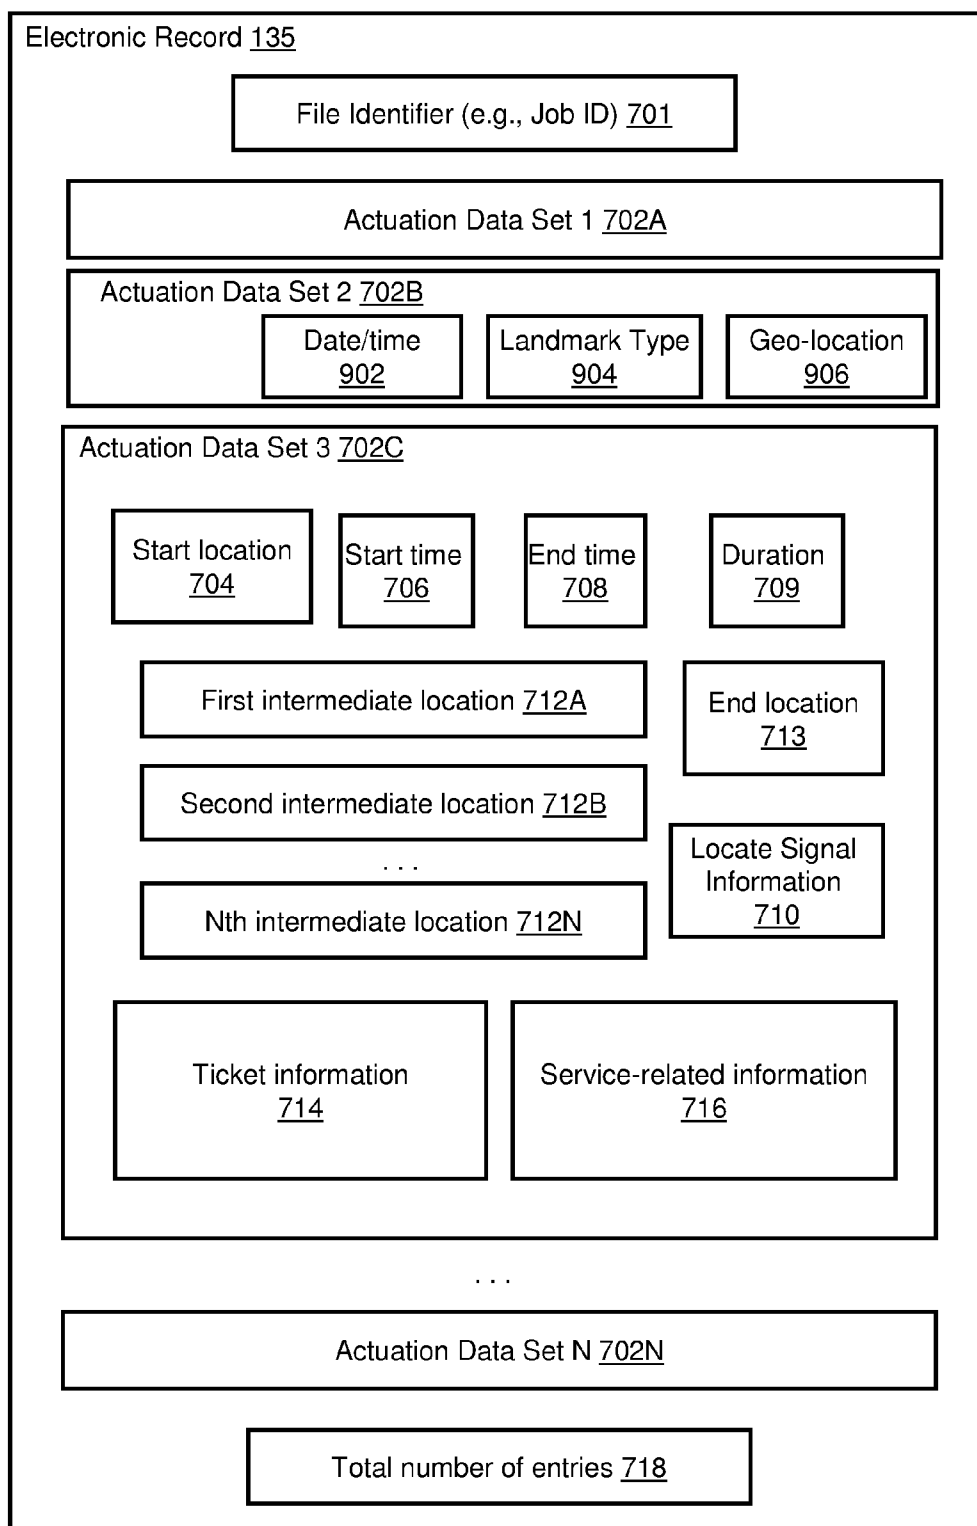 Electronic Record 135
File Identifier (e.g., Job ID) 701
Actuation Data Set 1 702A
Actuation Data Set 2 702B
Date/time
902
Landmark Type
904
Geo-location
906
Actuation Data Set 3 702C
Start location
704
Start time
706
End time
708
Duration
709
First intermediate location 712A
End location
713
Second intermediate location 712B
. . .
Locate Signal
Information
710
Nth intermediate location 712N
Ticket information
714
Service-related information
716
. . .
Actuation Data Set N 702N
Total number of entries 718